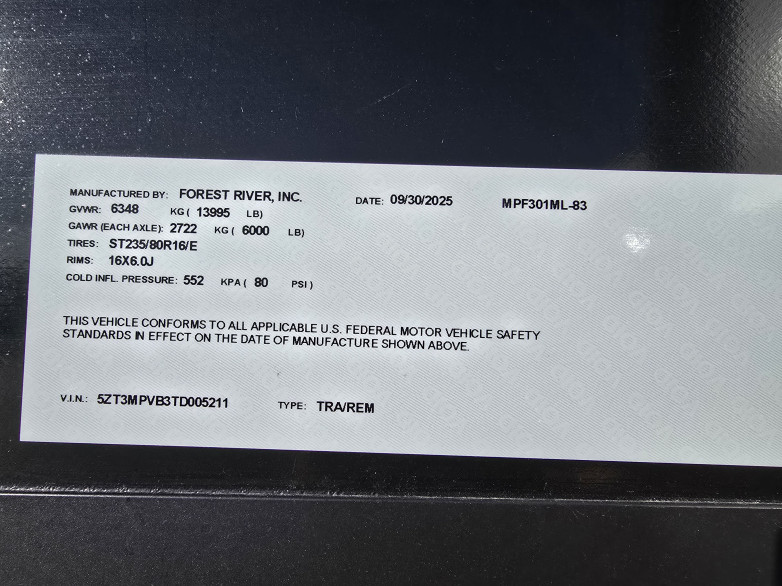 MANUFACTURED BY: FOREST RIVER, INC. DATE: 09/30/2025 MPF301ML-83
GVWR: 6348 KG ( 13995 LB)
GAWR (EACH AXLE): 2722 KG ( 6000 LB)
TIRES: ST235/80R16/E
RIMS: 16X6.0J
COLD INFL. PRESSURE: 552 KPA ( 80 PSI )
THIS VEHICLE CONFORMS TO ALL APPLICABLE U.S. FEDERAL MOTOR VEHICLE SAFETY
STANDARDS IN EFFECT ON THE DATE OF MANUFACTURE SHOWN ABOVE.
V.I.N.: 5ZT3MPVB3TD005211 TYPE: TRA/REM